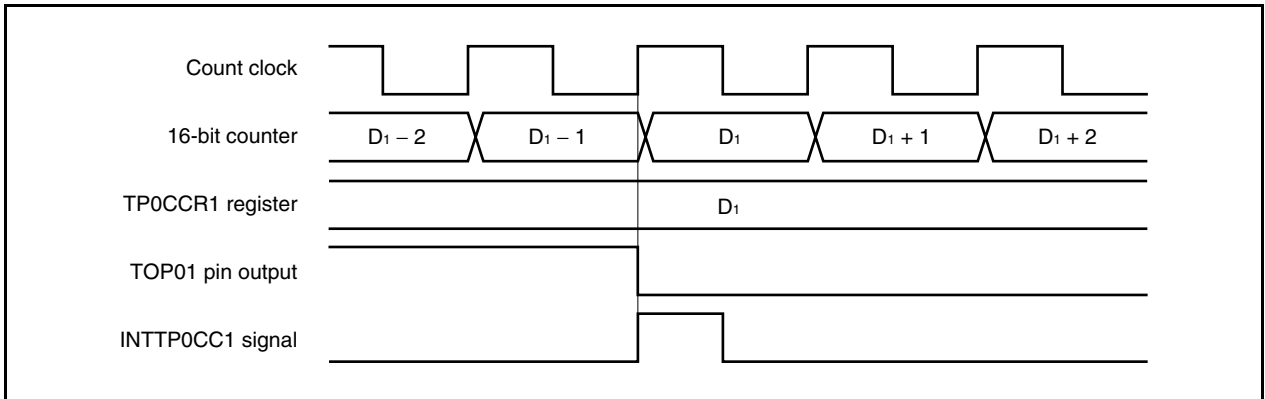 Count clock
16-bit counter D1 − 2 D1 − 1 D1 D1 + 1 D1 + 2
TP0CCR1 register D1
TOP01 pin output
INTTP0CC1 signal